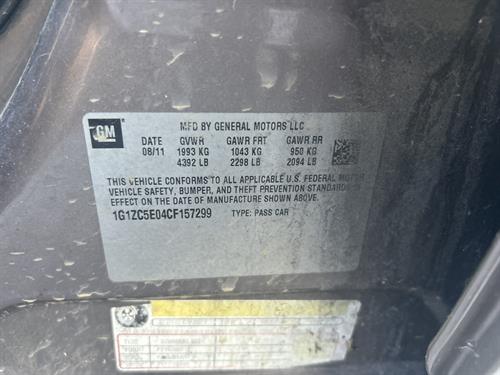 GM
MFD BY GENERAL MOTORS LLC
DATE GVWR GAWR FRT GAWR RR
08/11 1993 KG 1043 KG 950 KG
4392 LB 2298 LB 2094 LB
THIS VEHICLE CONFORMS TO ALL APPLICABLE U.S. FEDERAL MOTOR
VEHICLE SAFETY, BUMPER, AND THEFT PREVENTION STANDARDS IN
EFFECT ON THE DATE OF MANUFACTURE SHOWN ABOVE.
1G1ZC5E04CF157299 TYPE: PASS CAR